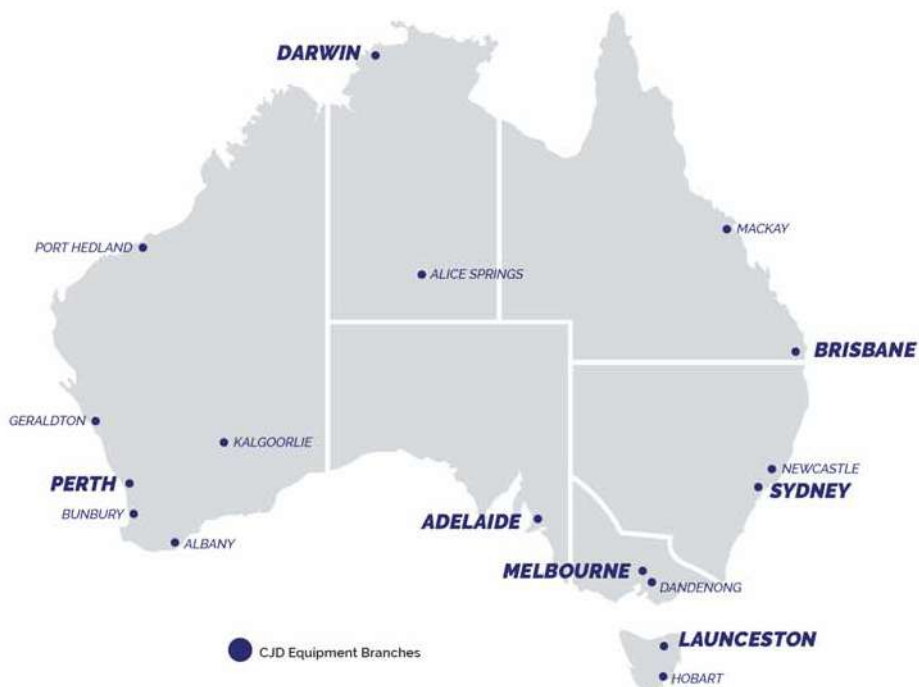 DARWIN
MACKAY
PORT HEDLAND
ALICE SPRINGS
BRISBANE
GERALDTON
KALGOORLIE
NEWCASTLE
PERTH
SYDNEY
BUNBURY
ADELAIDE
ALBANY
MELBOURNE
DANDENONG
LAUNCESTON
CJD Equipment Branches
HOBART